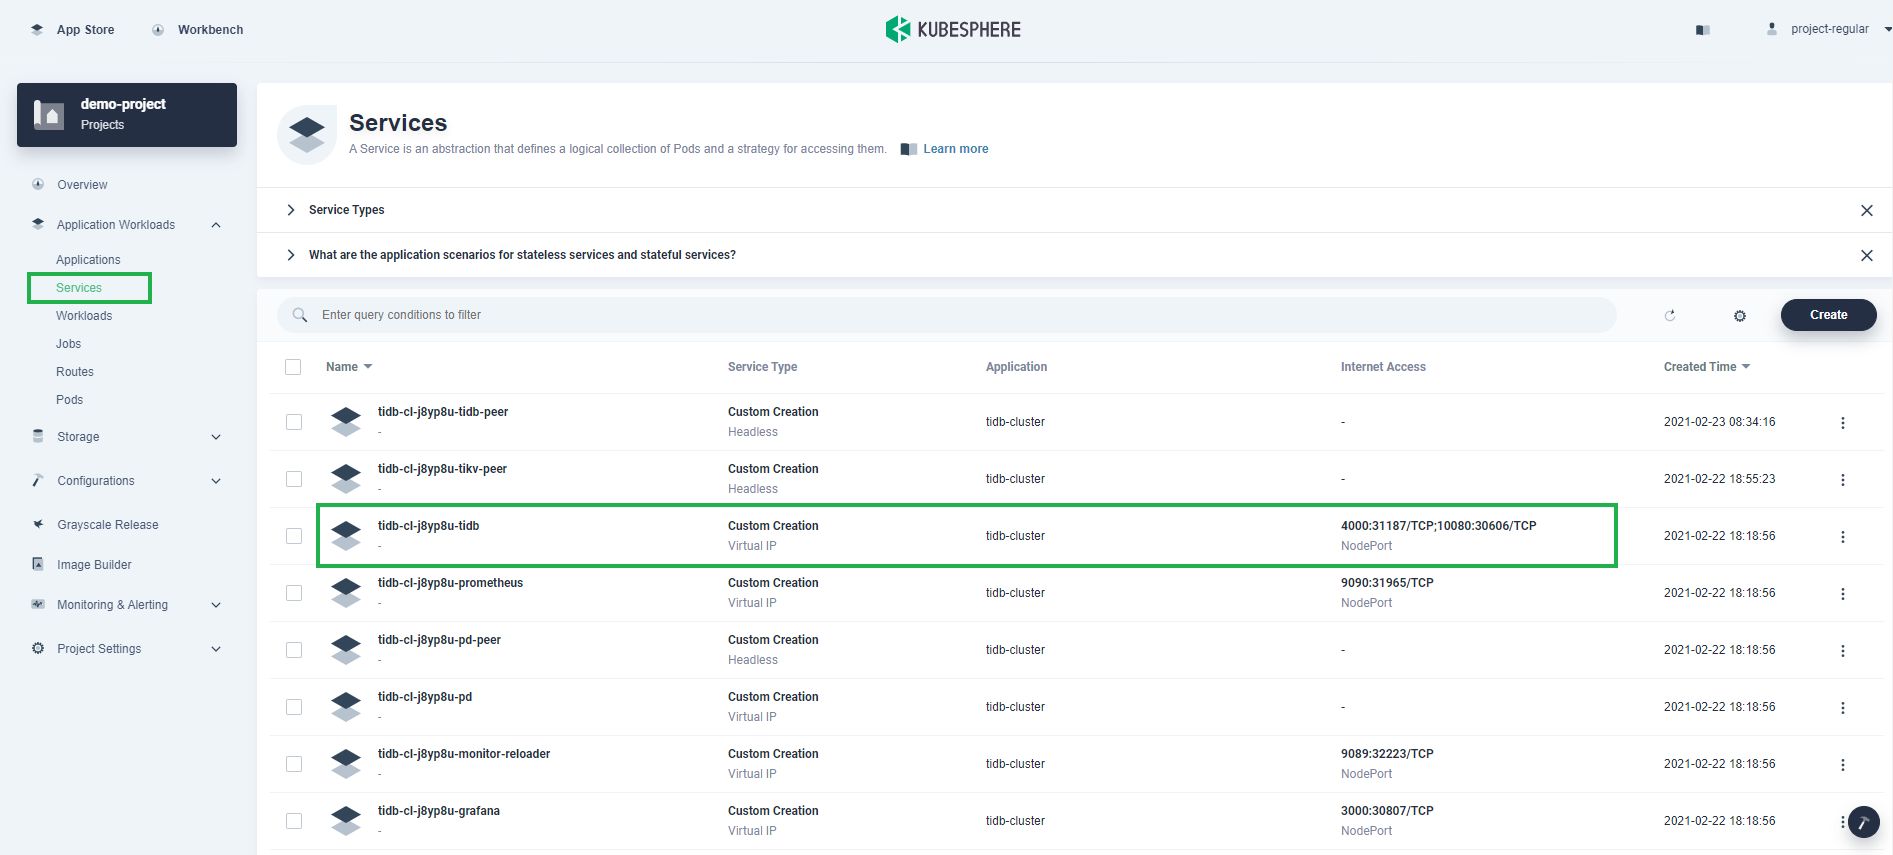 App Store
Workbench
KUBESPHERE
project-regular
demo-project
Projects
Overview
Application Workloads
Applications
Services
Workloads
Jobs
Routes
Pods
Storage
Configurations
Grayscale Release
Image Builder
Monitoring & Alerting
Project Settings
Services
A Service is an abstraction that defines a logical collection of Pods and a strategy for accessing them. Learn more
Service Types
What are the application scenarios for stateless services and stateful services?
Enter query conditions to filter
Create
Name Service Type Application Internet Access Created Time
tidb-cl-j8yp8u-tidb-peer Custom Creation
- Headless
tidb-cluster - 2021-02-23 08:34:16
tidb-cl-j8yp8u-tikv-peer Custom Creation
- Headless
tidb-cluster - 2021-02-22 18:55:23
tidb-cl-j8yp8u-tidb Custom Creation 4000:31187/TCP;10080:30606/TCP
- Virtual IP NodePort
tidb-cluster 2021-02-22 18:18:56
tidb-cl-j8yp8u-prometheus Custom Creation 9090:31965/TCP
- Virtual IP NodePort
tidb-cluster 2021-02-22 18:18:56
tidb-cl-j8yp8u-pd-peer Custom Creation
- Headless
tidb-cluster - 2021-02-22 18:18:56
tidb-cl-j8yp8u-pd Custom Creation
- Virtual IP
tidb-cluster - 2021-02-22 18:18:56
tidb-cl-j8yp8u-monitor-reloader Custom Creation 9089:32223/TCP
- Virtual IP NodePort
tidb-cluster 2021-02-22 18:18:56
tidb-cl-j8yp8u-grafana Custom Creation 3000:30807/TCP
- Virtual IP NodePort
tidb-cluster 2021-02-22 18:18:56